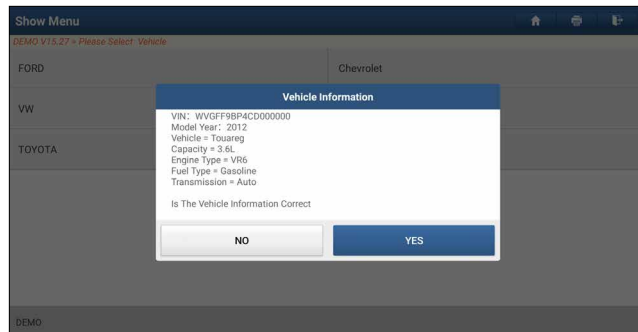 Show Menu
DEMO V15.27 > Please Select Vehicle
FORD
Chevrolet
VW
TOYOTA
Vehicle Information
VIN: WVGFF9BP4CD000000
Model Year: 2012
Vehicle = Touareg
Capacity = 3.6L
Engine Type = VR6
Fuel Type = Gasoline
Transmission = Auto
Is The Vehicle Information Correct
NO
YES
DEMO